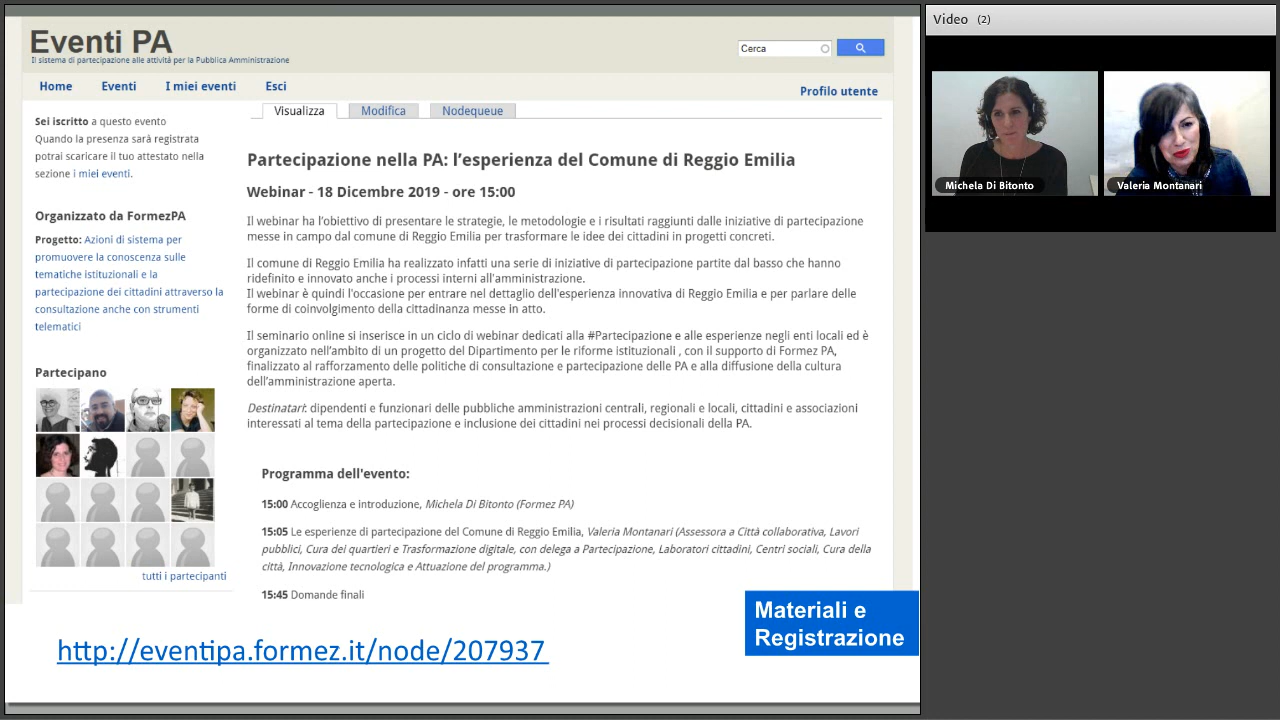 Eventi PA
Il sistema di partecipazione alle attività per la Pubblica Amministrazione
Cerca
Home Eventi I miei eventi Esci
Profilo utente
Visualizza Modifica Nodequeue
Sei iscritto a questo evento
Quando la presenza sarà registrata
potrai scaricare il tuo attestato nella
sezione i miei eventi.
Organizzato da FormezPA
Progetto: Azioni di sistema per
promuovere la conoscenza sulle
tematiche istituzionali e la
partecipazione dei cittadini attraverso la
consultazione anche con strumenti
telematici
Partecipano
tutti i partecipanti
Partecipazione nella PA: l’esperienza del Comune di Reggio Emilia
Webinar - 18 Dicembre 2019 - ore 15:00
Il webinar ha l’obiettivo di presentare le strategie, le metodologie e i risultati raggiunti dalle iniziative di partecipazione
messe in campo dal comune di Reggio Emilia per trasformare le idee dei cittadini in progetti concreti.
Il comune di Reggio Emilia ha realizzato infatti una serie di iniziative di partecipazione partite dal basso che hanno
ridefinito e innovato anche i processi interni all'amministrazione.
Il webinar è quindi l'occasione per entrare nel dettaglio dell'esperienza innovativa di Reggio Emilia e per parlare delle
forme di coinvolgimento della cittadinanza messe in atto.
Il seminario online si inserisce in un ciclo di webinar dedicati alla #Partecipazione e alle esperienze negli enti locali ed è
organizzato nell’ambito di un progetto del Dipartimento per le riforme istituzionali , con il supporto di Formez PA,
finalizzato al rafforzamento delle politiche di consultazione e partecipazione delle PA e alla diffusione della cultura
dell’amministrazione aperta.
Destinatari: dipendenti e funzionari delle pubbliche amministrazioni centrali, regionali e locali, cittadini e associazioni
interessati al tema della partecipazione e inclusione dei cittadini nei processi decisionali della PA.
Programma dell'evento:
15:00 Accoglienza e introduzione, Michela Di Bitonto (Formez PA)
15:05 Le esperienze di partecipazione del Comune di Reggio Emilia, Valeria Montanari (Assessora a Città collaborativa, Lavori
pubblici, Cura dei quartieri e Trasformazione digitale, con delega a Partecipazione, Laboratori cittadini, Centri sociali, Cura della
città, Innovazione tecnologica e Attuazione del programma.)
15:45 Domande finali
Materiali e
Registrazione
http://eventipa.formez.it/node/207937
Video (2)
Michela Di Bitonto
Valeria Montanari